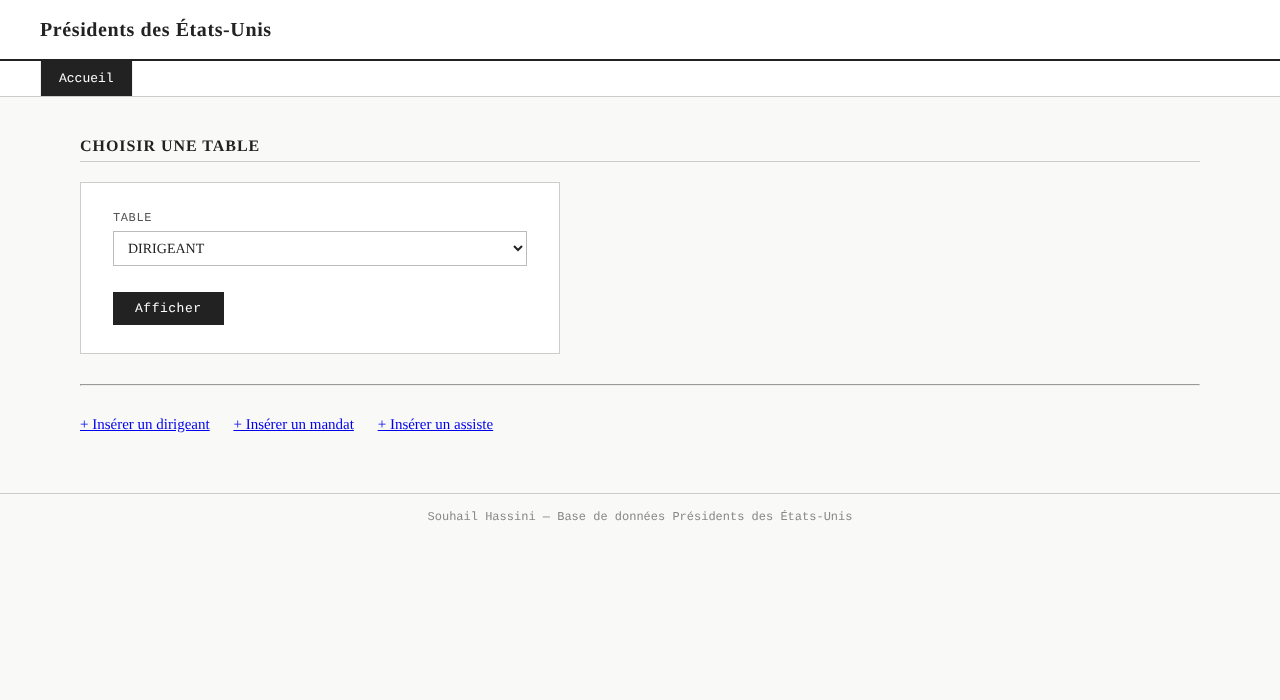 Présidents des États-Unis
Accueil
CHOISIR UNE TABLE
TABLE
DIRIGEANT
Afficher
+ Insérer un dirigeant + Insérer un mandat + Insérer un assiste
Souhail Hassini — Base de données Présidents des États-Unis